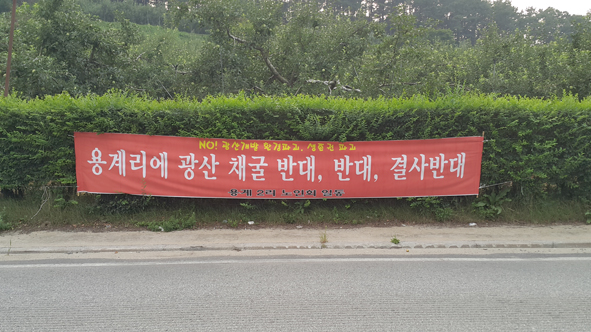 NO! 광산개발 환경파괴, 생존권 파괴
용계리에 광산 채굴 반대, 반대, 결사반대
용계 2리 노인회 일동